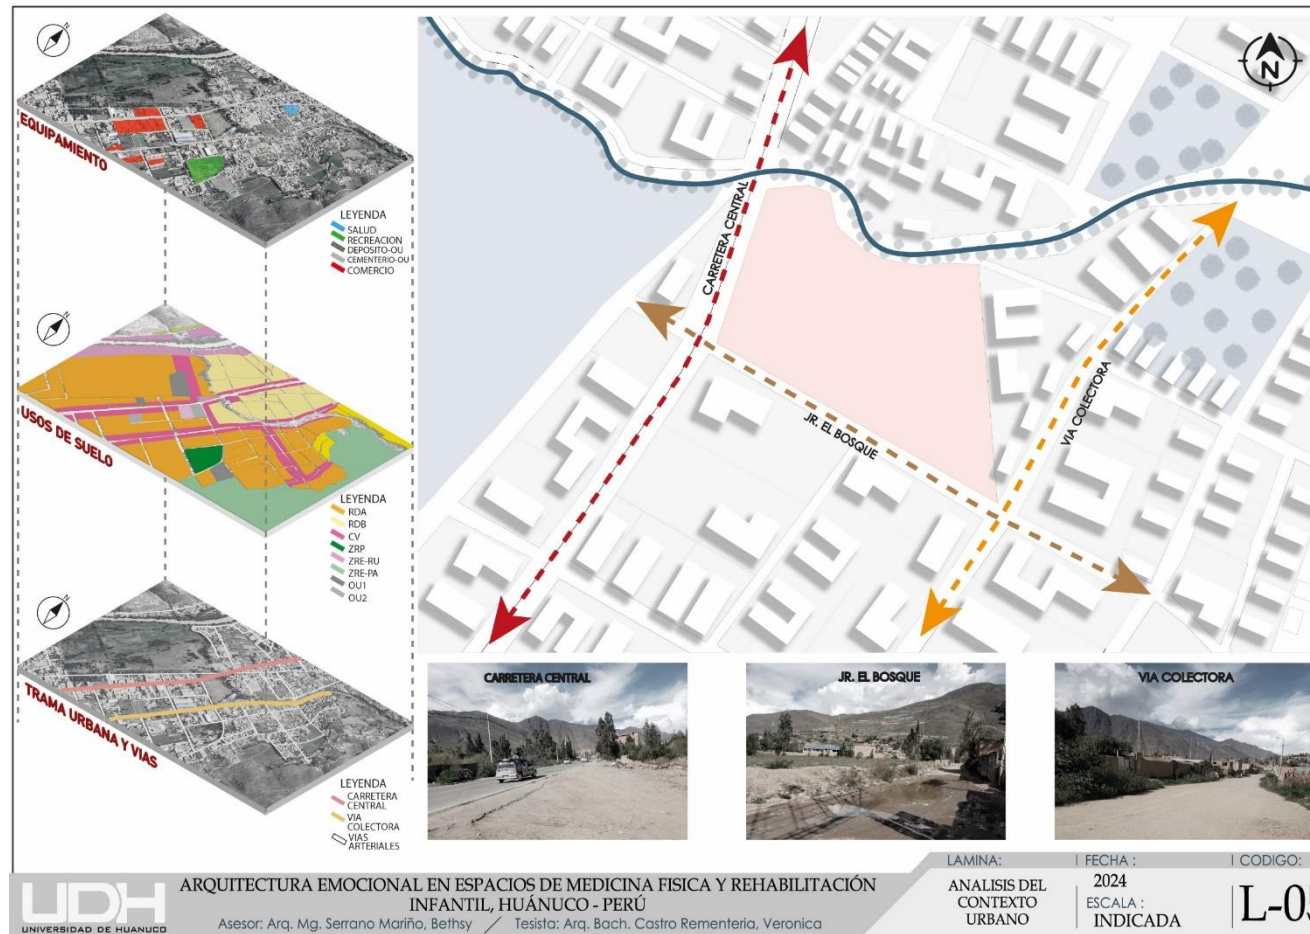 EQUIPAMIENTO
LEYENDA
SALUD
RECREACION
DEPOSITO-OU
CEMENTERIO-OU
COMERCIO
USOS DE SUELO
LEYENDA
RDA
RDB
CV
ZRP
ZRE-RU
ZRE-PA
OU1
OU2
TRAMA URBANA Y VIAS
LEYENDA
CARRETERA
CENTRAL
VIA
COLECTORA
VIAS
ARTERIALES
N
CARRETERA CENTRAL
JR. EL BOSQUE
VIA COLECTORA
CARRETERA CENTRAL
JR. EL BOSQUE
VIA COLECTORA
UDH
UNIVERSIDAD DE HUANUCO
ARQUITECTURA EMOCIONAL EN ESPACIOS DE MEDICINA FISICA Y REHABILITACIÓN
INFANTIL, HUÁNUCO - PERÚ
Asesor: Arq. Mg. Serrano Mariño, Bethsy / Tesista: Arq. Bach. Castro Rementeria, Veronica
LAMINA:
ANALISIS DEL
CONTEXTO
URBANO
FECHA :
2024
ESCALA :
INDICADA
CODIGO: